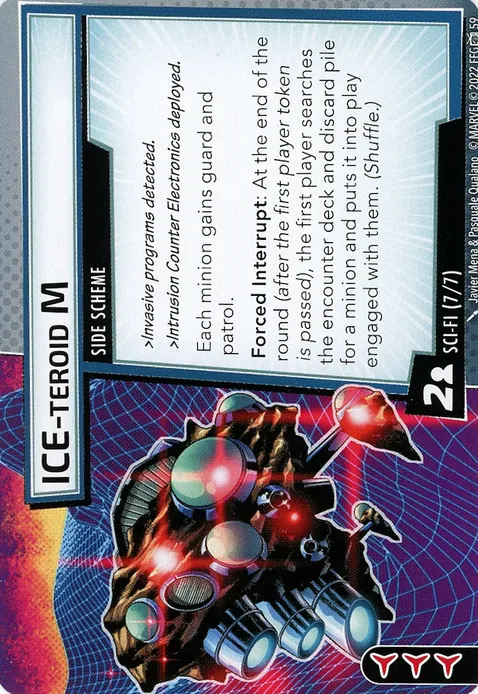 ICE-TEROID M
SIDE SCHEME
>Invasive programs detected.
>Intrusion Counter Electronics deployed.
Each minion gains guard and
patrol.
Forced Interrupt: At the end of the
round (after the first player token
is passed), the first player searches
the encounter deck and discard pile
for a minion and puts it into play
engaged with them. (Shuffle.)
2
SCI-FI (7/7)
Javier Mena & Pasquale Qualano © MARVEL © 2022 FFG 159